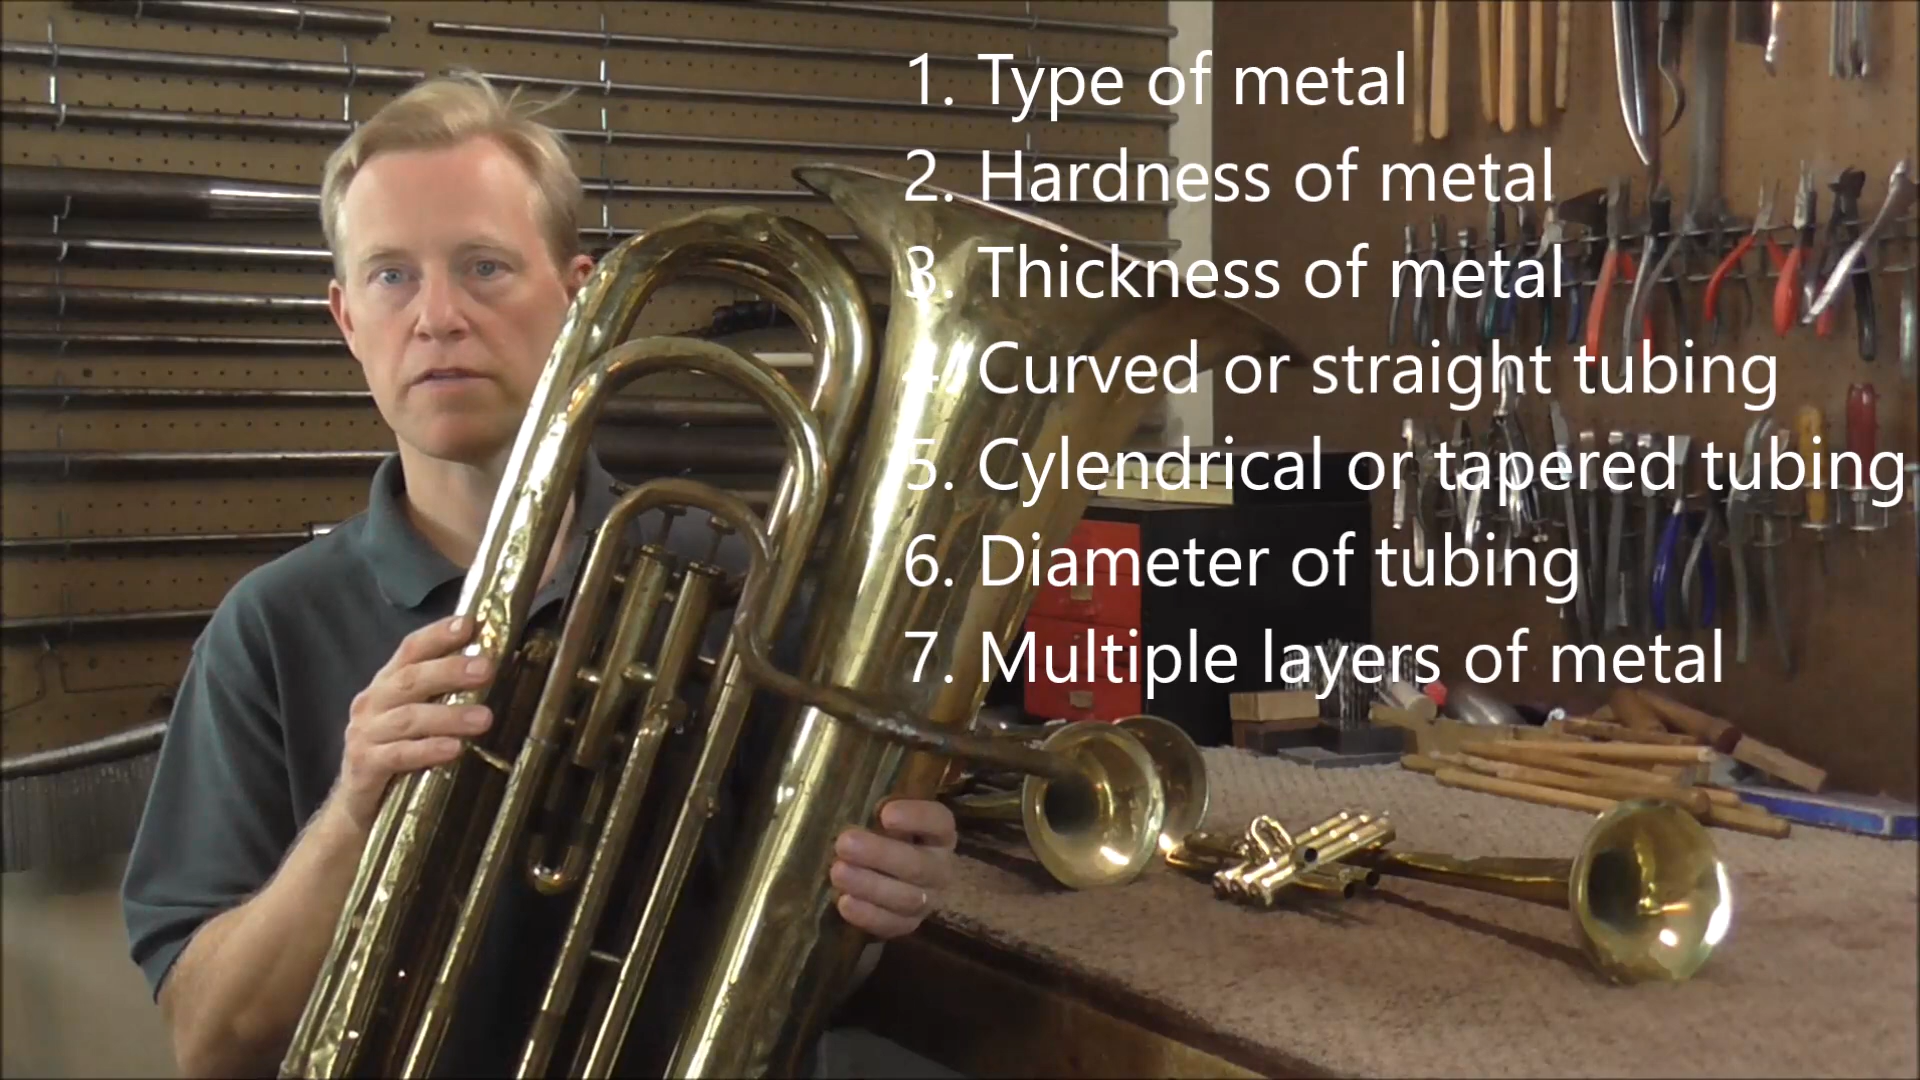 1. Type of metal
2. Hardness of metal
3. Thickness of metal
4. Curved or straight tubing
5. Cylendrical or tapered tubing
6. Diameter of tubing
7. Multiple layers of metal